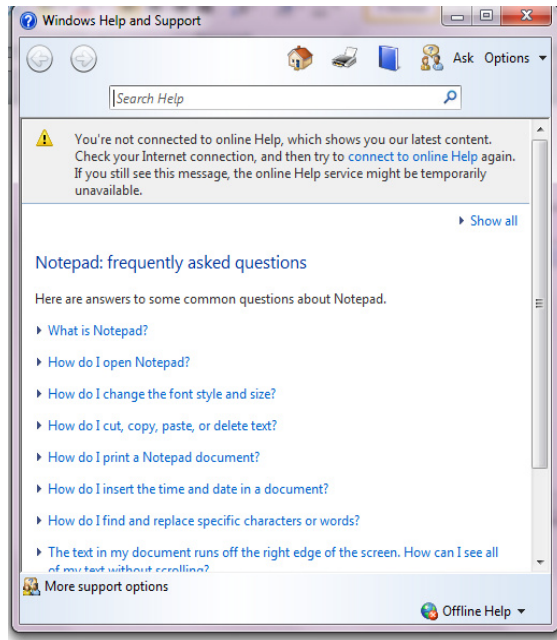 Windows Help and Support
Ask Options
Search Help
You're not connected to online Help, which shows you our latest content.
Check your Internet connection, and then try to connect to online Help again.
If you still see this message, the online Help service might be temporarily
unavailable.
Show all
Notepad: frequently asked questions
Here are answers to some common questions about Notepad.
What is Notepad?
How do I open Notepad?
How do I change the font style and size?
How do I cut, copy, paste, or delete text?
How do I print a Notepad document?
How do I insert the time and date in a document?
How do I find and replace specific characters or words?
The text in my document runs off the right edge of the screen. How can I see all
of my text without scrolling?
More support options
Offline Help